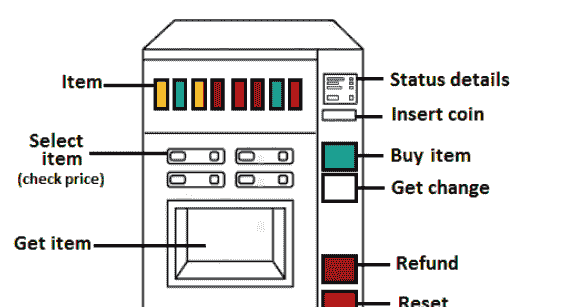 Item
Status details
Insert coin
Select
item
(check price)
Buy item
Get change
Get item
Refund
Reset